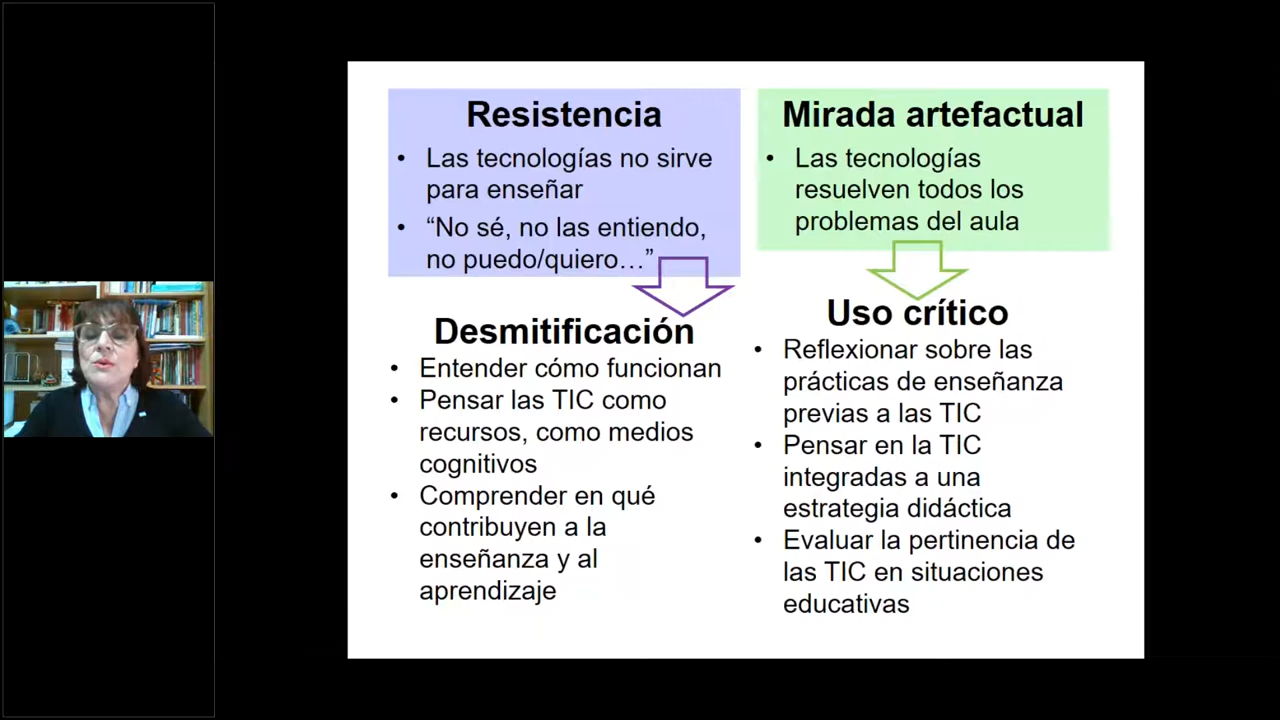 Resistencia
• Las tecnologías no sirve
para enseñar
• “No sé, no las entiendo,
no puedo/quiero…”
Desmitificación
• Entender cómo funcionan
• Pensar las TIC como
recursos, como medios
cognitivos
• Comprender en qué
contribuyen a la
enseñanza y al
aprendizaje
Mirada artefactual
• Las tecnologías
resuelven todos los
problemas del aula
Uso crítico
• Reflexionar sobre las
prácticas de enseñanza
previas a las TIC
• Pensar en la TIC
integradas a una
estrategia didáctica
• Evaluar la pertinencia de
las TIC en situaciones
educativas